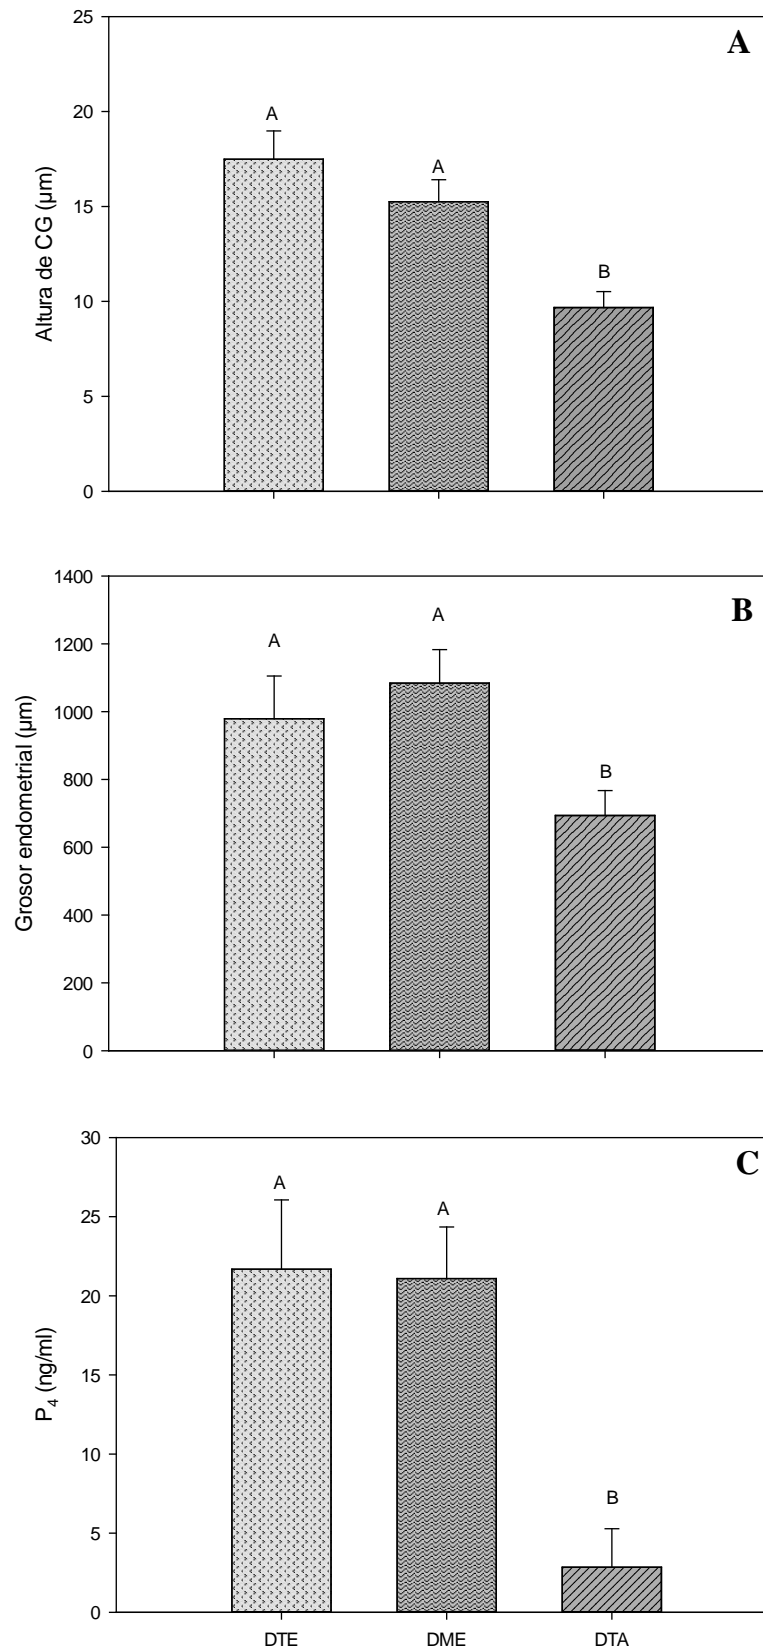 A
25
20
15
10
5
0
Altura de CG (µm)
A
A
B
B
1400
1200
1000
800
600
400
200
0
Grosor endometrial (µm)
A
A
B
C
30
25
20
15
10
5
0
P4 (ng/ml)
A
A
B
DTE DME DTA